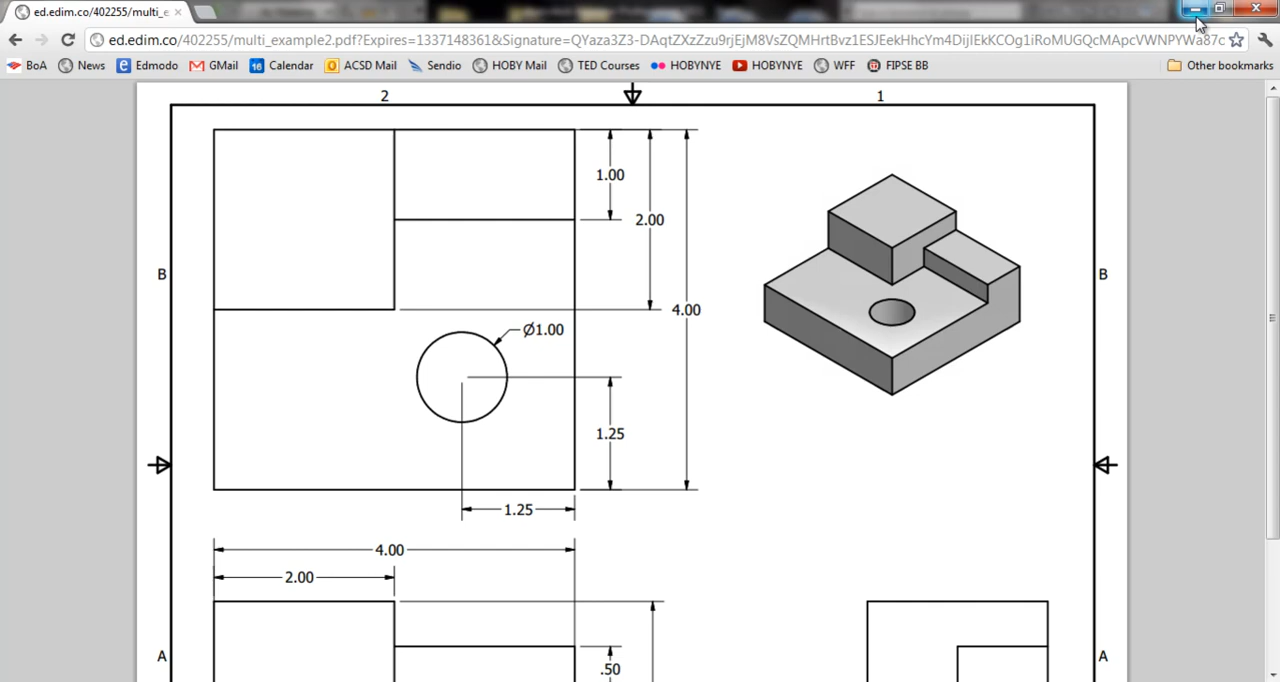 ed.edim.co/402255/multi_e
ed.edim.co/402255/multi_example2.pdf?Expires=1337148361&Signature=QYaza3Z3-DAqtZXzZzu9rjEjM8VsZQMHrtBvz1ESJEekHhcYm4DijlEkKCOg1iRoMUGQcMApcVWNPYWa87c
BoA News Edmodo GMail 16 Calendar ACSD Mail Sendio HOBY Mail TED Courses HOBYNYE HOBYNYE WFF FIPSE BB Other bookmarks
2 1
1.00
2.00
B B
4.00
Ø1.00
1.25
1.25
4.00
2.00
A A
.50